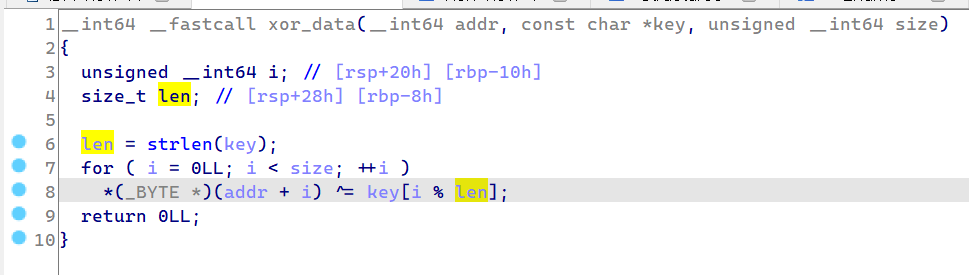 1 __int64 __fastcall xor_data(__int64 addr, const char *key, unsigned __int64 size)
2 {
3 unsigned __int64 i; // [rsp+20h] [rbp-10h]
4 size_t len; // [rsp+28h] [rbp-8h]
5
6 len = strlen(key);
7 for ( i = 0LL; i < size; ++i )
8 *(_BYTE *)(addr + i) ^= key[i % len];
9 return 0LL;
10 }